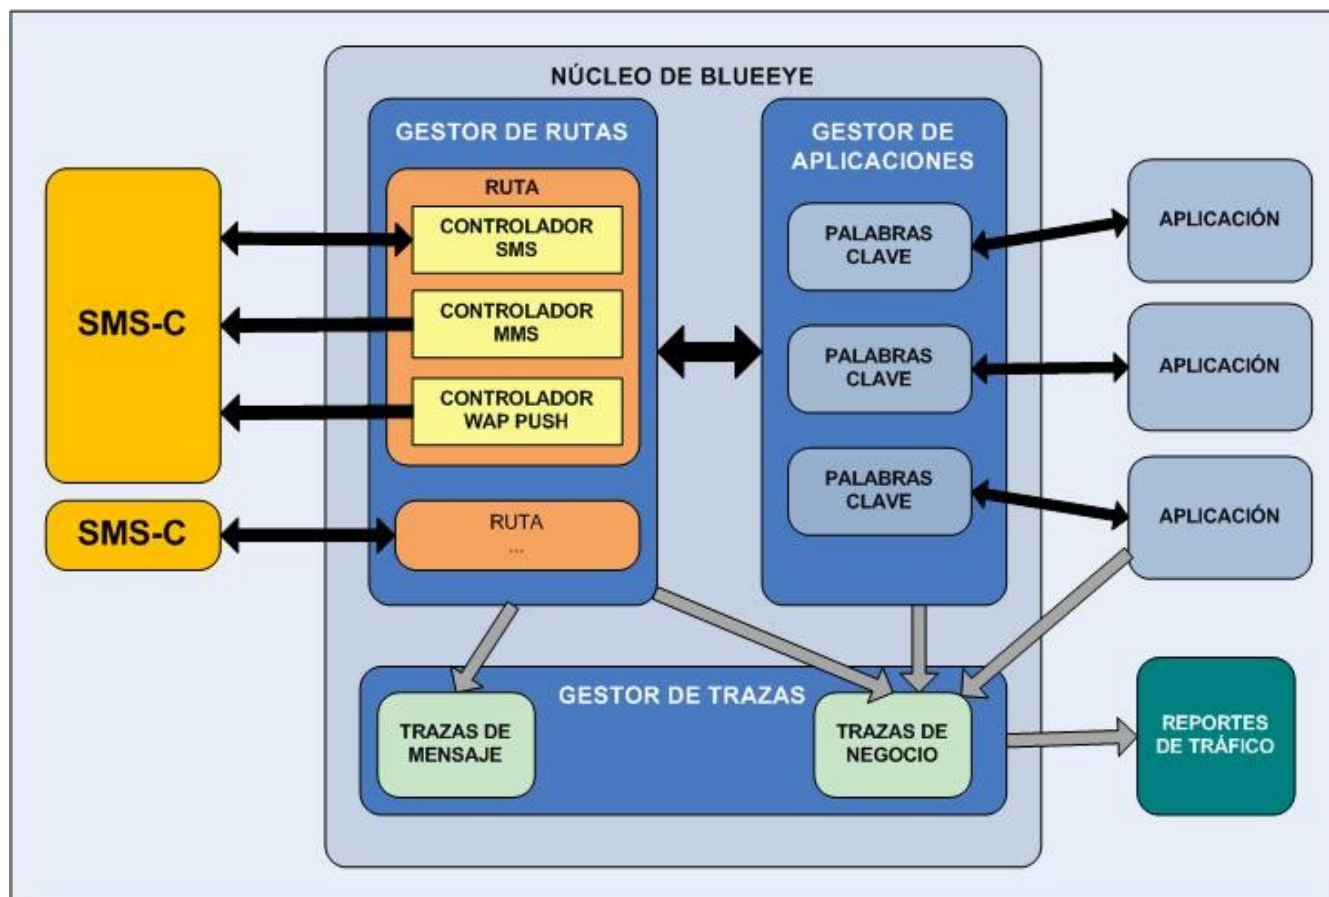 NÚCLEO DE BLUEEYE
GESTOR DE RUTAS
RUTA
CONTROLADOR
SMS
CONTROLADOR
MMS
CONTROLADOR
WAP PUSH
RUTA
...
SMS-C
SMS-C
GESTOR DE
APLICACIONES
PALABRAS
CLAVE
PALABRAS
CLAVE
PALABRAS
CLAVE
APLICACIÓN
APLICACIÓN
APLICACIÓN
GESTOR DE TRAZAS
TRAZAS DE
MENSAJE
TRAZAS DE
NEGOCIO
REPORTES
DE TRÁFICO